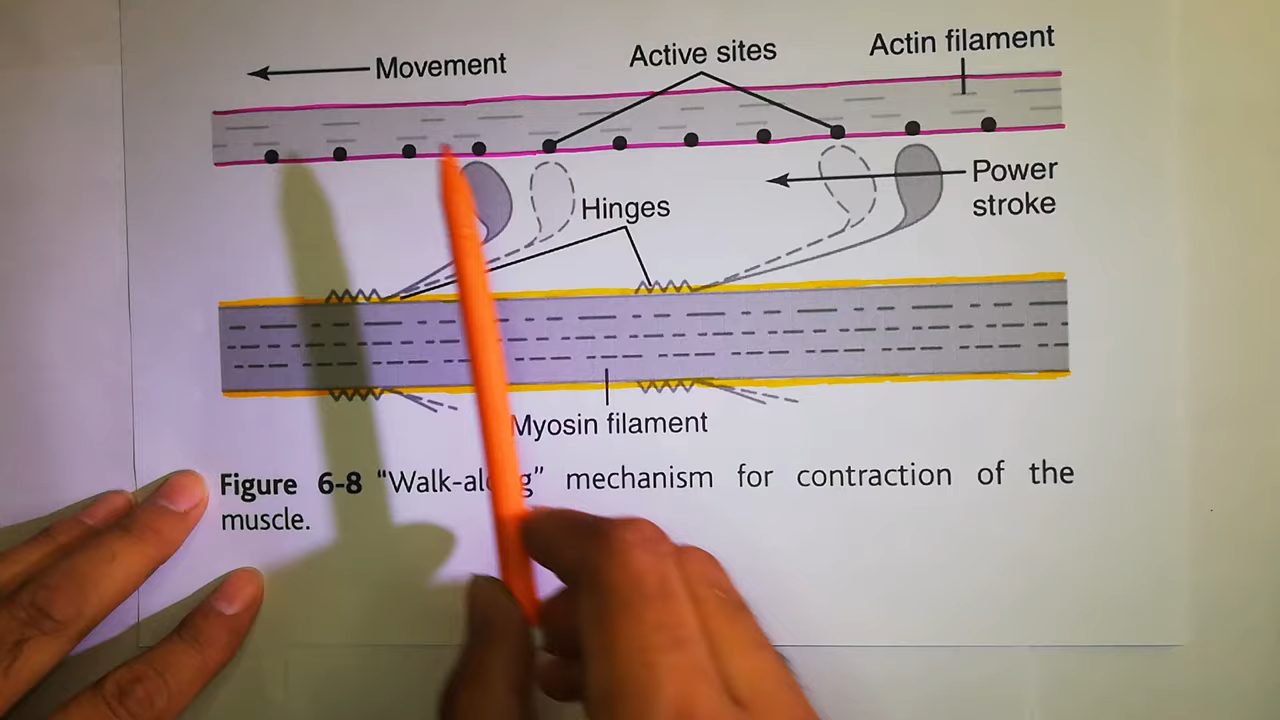 Movement
Active sites
Actin filament
Power
stroke
Hinges
Myosin filament
Figure 6-8 "Walk-al g" mechanism for contraction of the
muscle.